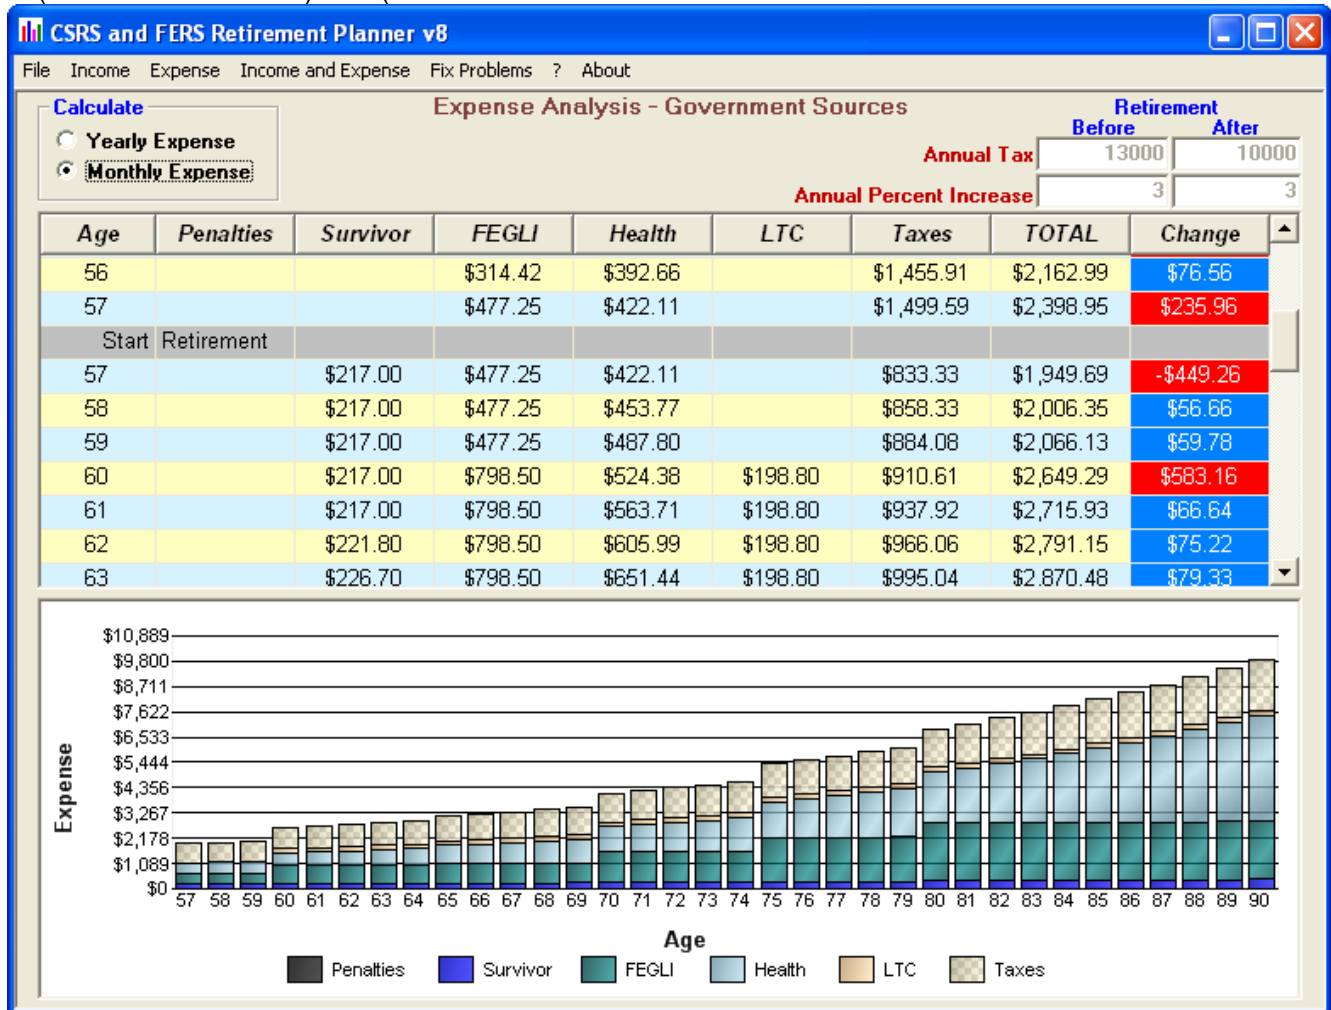 CSRS and FERS Retirement Planner v8
File Income Expense Income and Expense Fix Problems ? About
Calculate
Yearly Expense
Monthly Expense
Expense Analysis - Government Sources
Retirement
Before After
Annual Tax 13000 10000
Annual Percent Increase 3 3
Age Penalties Survivor FEGLI Health LTC Taxes TOTAL Change
56 $314.42 $392.66 $1,455.91 $2,162.99 $76.56
57 $477.25 $422.11 $1,499.59 $2,398.95 $235.96
Start Retirement
57 $217.00 $477.25 $422.11 $833.33 $1,949.69 -$449.26
58 $217.00 $477.25 $453.77 $858.33 $2,006.35 $56.66
59 $217.00 $477.25 $487.80 $884.08 $2,066.13 $59.78
60 $217.00 $798.50 $524.38 $198.80 $910.61 $2,649.29 $583.16
61 $217.00 $798.50 $563.71 $198.80 $937.92 $2,715.93 $66.64
62 $221.80 $798.50 $605.99 $198.80 $966.06 $2,791.15 $75.22
63 $226.70 $798.50 $651.44 $198.80 $995.04 $2,870.48 $79.33
$10,889
$9,800
$8,711
$7,622
$6,533
$5,444
$4,356
$3,267
$2,178
$1,089
$0
Expense
57 58 59 60 61 62 63 64 65 66 67 68 69 70 71 72 73 74 75 76 77 78 79 80 81 82 83 84 85 86 87 88 89 90
Age
Penalties Survivor FEGLI Health LTC Taxes